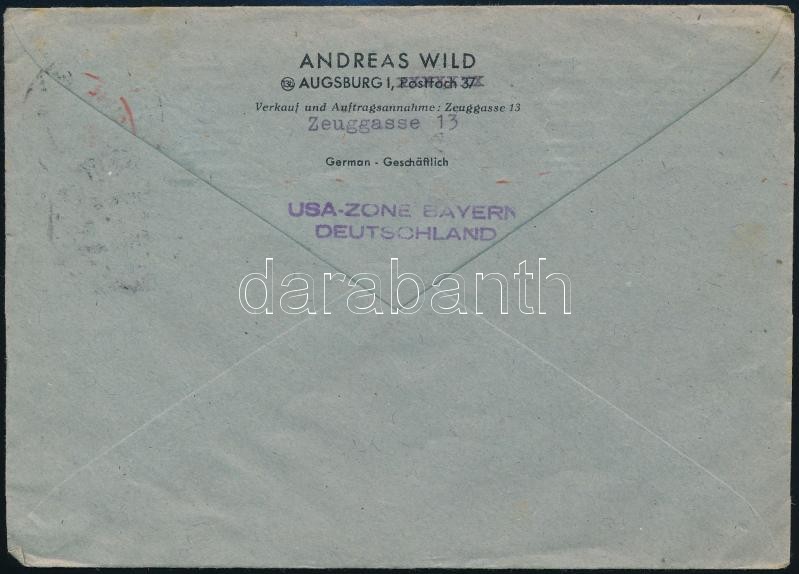 ANDREAS WILD
AUGSBURG I, Postfach 37
Verkauf und Auftragsannahme: Zeuggasse 13
Zeuggasse 13
German - Geschäftlich
USA-ZONE BAYERN
DEUTSCHLAND
darabanth